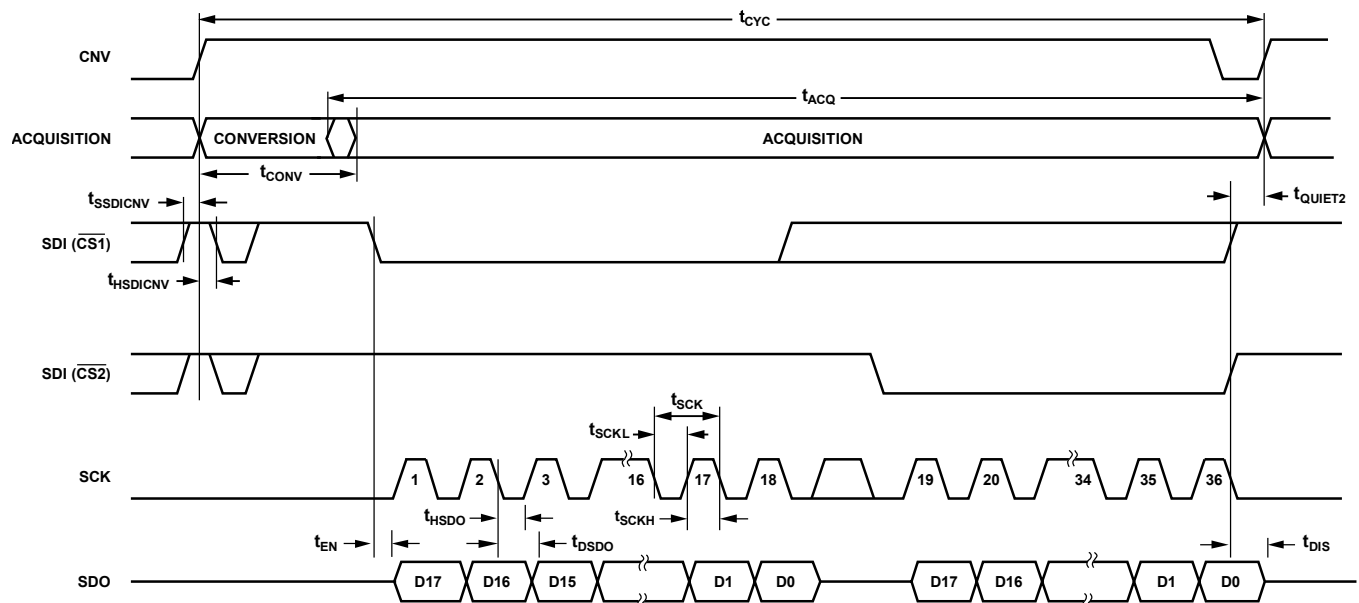 tCYC
CNV
tACQ
ACQUISITION
CONVERSION
ACQUISITION
tCONV
tSSDICNV
tQUIET2
SDI (CS1)
tHSDICNV
SDI (CS2)
tSCK
tSCKL
SCK
1 2 3 16 17 18 19 20 34 35 36
tHSDO
tSCKH
tEN
tDSDO
tDIS
SDO
D17 D16 D15 D1 D0 D17 D16 D1 D0